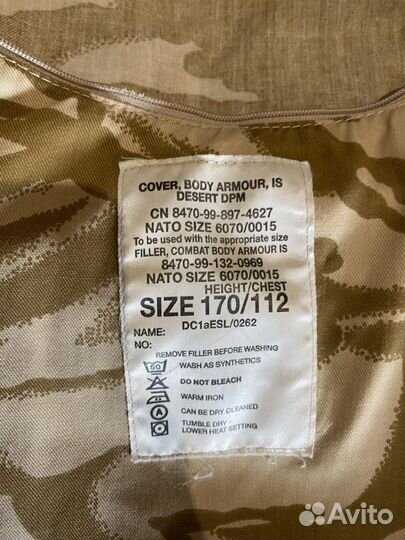 COVER, BODY ARMOUR, IS
DESERT DPM
CN 8470-99-897-4627
NATO SIZE 6070/0015
To be used with the appropriate size
FILLER, COMBAT BODY ARMOUR IS
8470-99-132-0969
NATO SIZE 6070/0015
HEIGHT/CHEST
SIZE 170/112
DC1aESL/0262
NAME:
NO:
REMOVE FILLER BEFORE WASHING
60 WASH AS SYNTHETICS
DO NOT BLEACH
WARM IRON
A CAN BE DRY CLEANED
TUMBLE DRY
LOWER HEAT SETTING
Avito